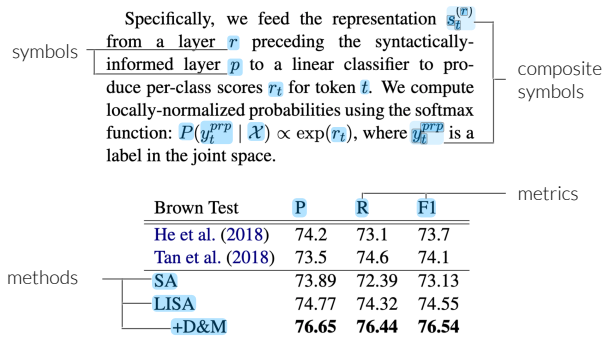 Specifically, we feed the representation s_t^{(r)}
from a layer r preceding the syntactically-
informed layer p to a linear classifier to pro-
duce per-class scores r_t for token t. We compute
locally-normalized probabilities using the softmax
function: P(y_t^{prp} | X) ∝ exp(r_t), where y_t^{prp} is a
label in the joint space.
symbols
composite
symbols
metrics
Brown Test P R F1
He et al. (2018) 74.2 73.1 73.7
Tan et al. (2018) 73.5 74.6 74.1
methods
SA 73.89 72.39 73.13
LISA 74.77 74.32 74.55
+D&M 76.65 76.44 76.54